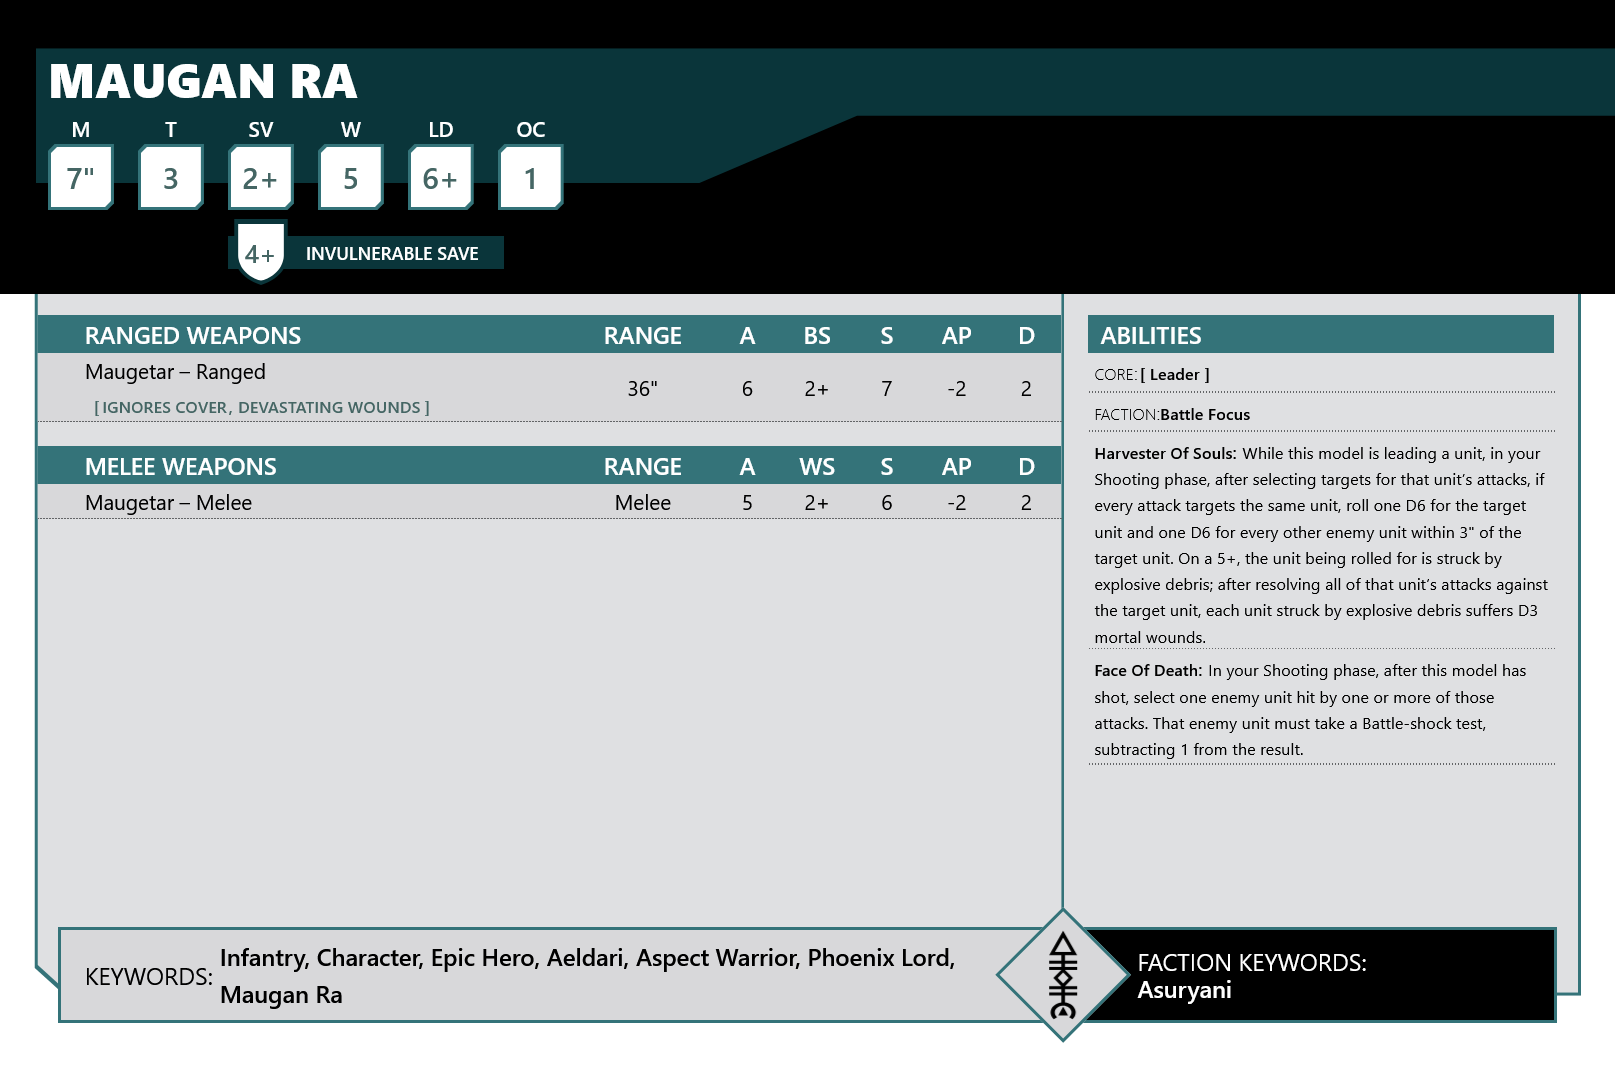 MAUGAN RA
M T SV W LD OC
7" 3 2+ 5 6+ 1
4+ INVULNERABLE SAVE
RANGED WEAPONS RANGE A BS S AP D
Maugetar – Ranged
36" 6 2+ 7 -2 2
[ IGNORES COVER, DEVASTATING WOUNDS ]
MELEE WEAPONS RANGE A WS S AP D
Maugetar – Melee Melee 5 2+ 6 -2 2
ABILITIES
CORE: [ Leader ]
FACTION:Battle Focus
Harvester Of Souls: While this model is leading a unit, in your
Shooting phase, after selecting targets for that unit’s attacks, if
every attack targets the same unit, roll one D6 for the target
unit and one D6 for every other enemy unit within 3" of the
target unit. On a 5+, the unit being rolled for is struck by
explosive debris; after resolving all of that unit’s attacks against
the target unit, each unit struck by explosive debris suffers D3
mortal wounds.
Face Of Death: In your Shooting phase, after this model has
shot, select one enemy unit hit by one or more of those
attacks. That enemy unit must take a Battle-shock test,
subtracting 1 from the result.
KEYWORDS: Infantry, Character, Epic Hero, Aeldari, Aspect Warrior, Phoenix Lord,
Maugan Ra
FACTION KEYWORDS:
Asuryani